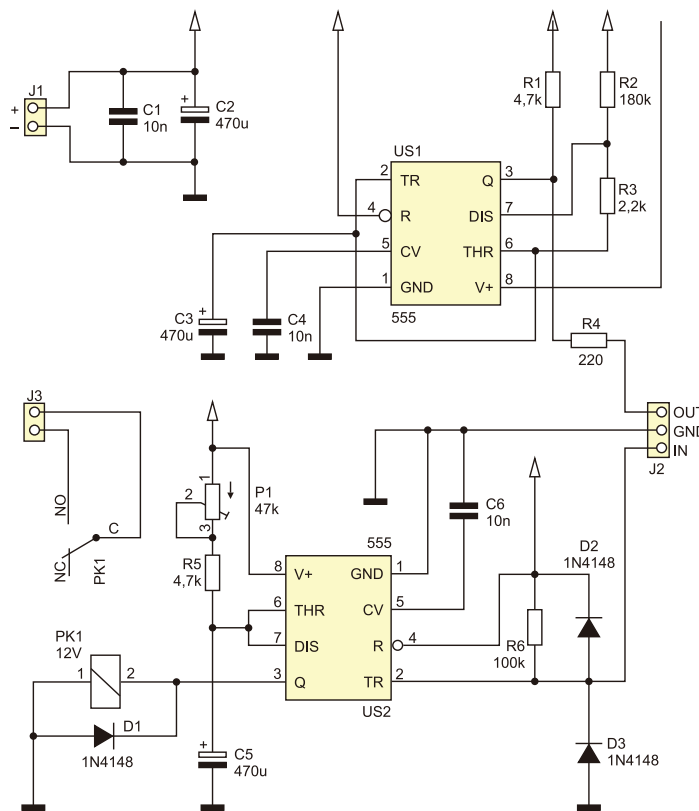 J1
+
–
C1
10n
+
C2
470u
R1
4,7k
R2
180k
US1
2
TR
Q
3
4
R
DIS
7
5
CV
THR
6
1
GND
V+
8
555
R3
2,2k
+
C3
470u
C4
10n
R4
220
J3
NO
NC
C
PK1
OUT
GND
IN
J2
1
2
3
P1
47k
R5
4,7k
C6
10n
555
8
V+
GND
1
6
THR
CV
5
7
DIS
R
4
3
Q
TR
2
US2
D2
1N4148
R6
100k
PK1
12V
1
2
D1
1N4148
+
C5
470u
D3
1N4148